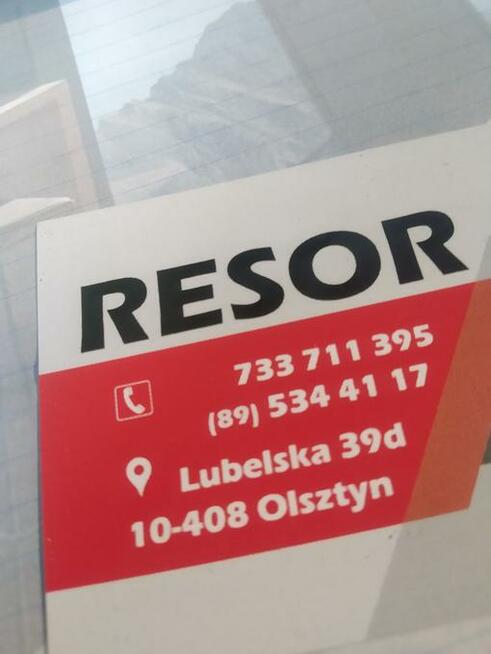 RESOR
733 711 395
(89) 534 41 17
Lubelska 39d
10-408 Olsztyn